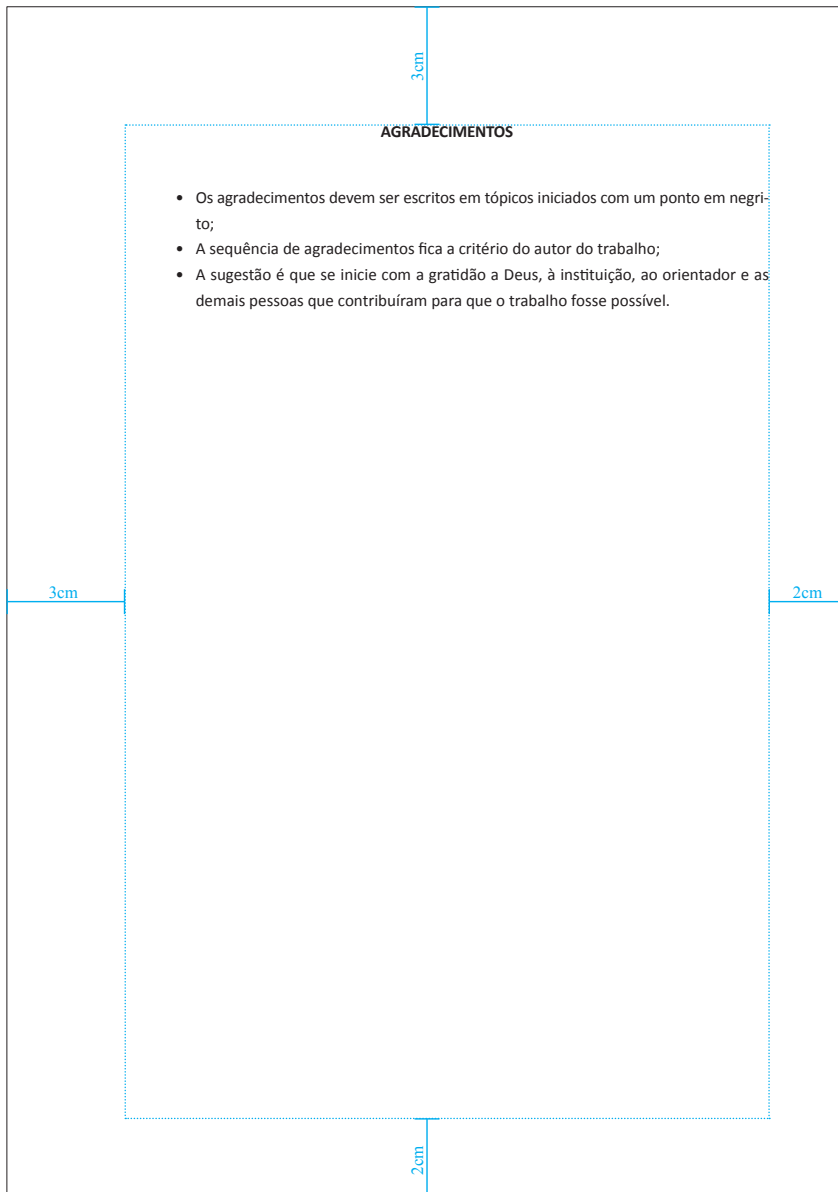 3cm
AGRADECIMENTOS
• Os agradecimentos devem ser escritos em tópicos iniciados com um ponto em negri-
to;
• A sequência de agradecimentos fica a critério do autor do trabalho;
• A sugestão é que se inicie com a gratidão a Deus, à instituição, ao orientador e as
demais pessoas que contribuíram para que o trabalho fosse possível.
3cm
2cm
2cm